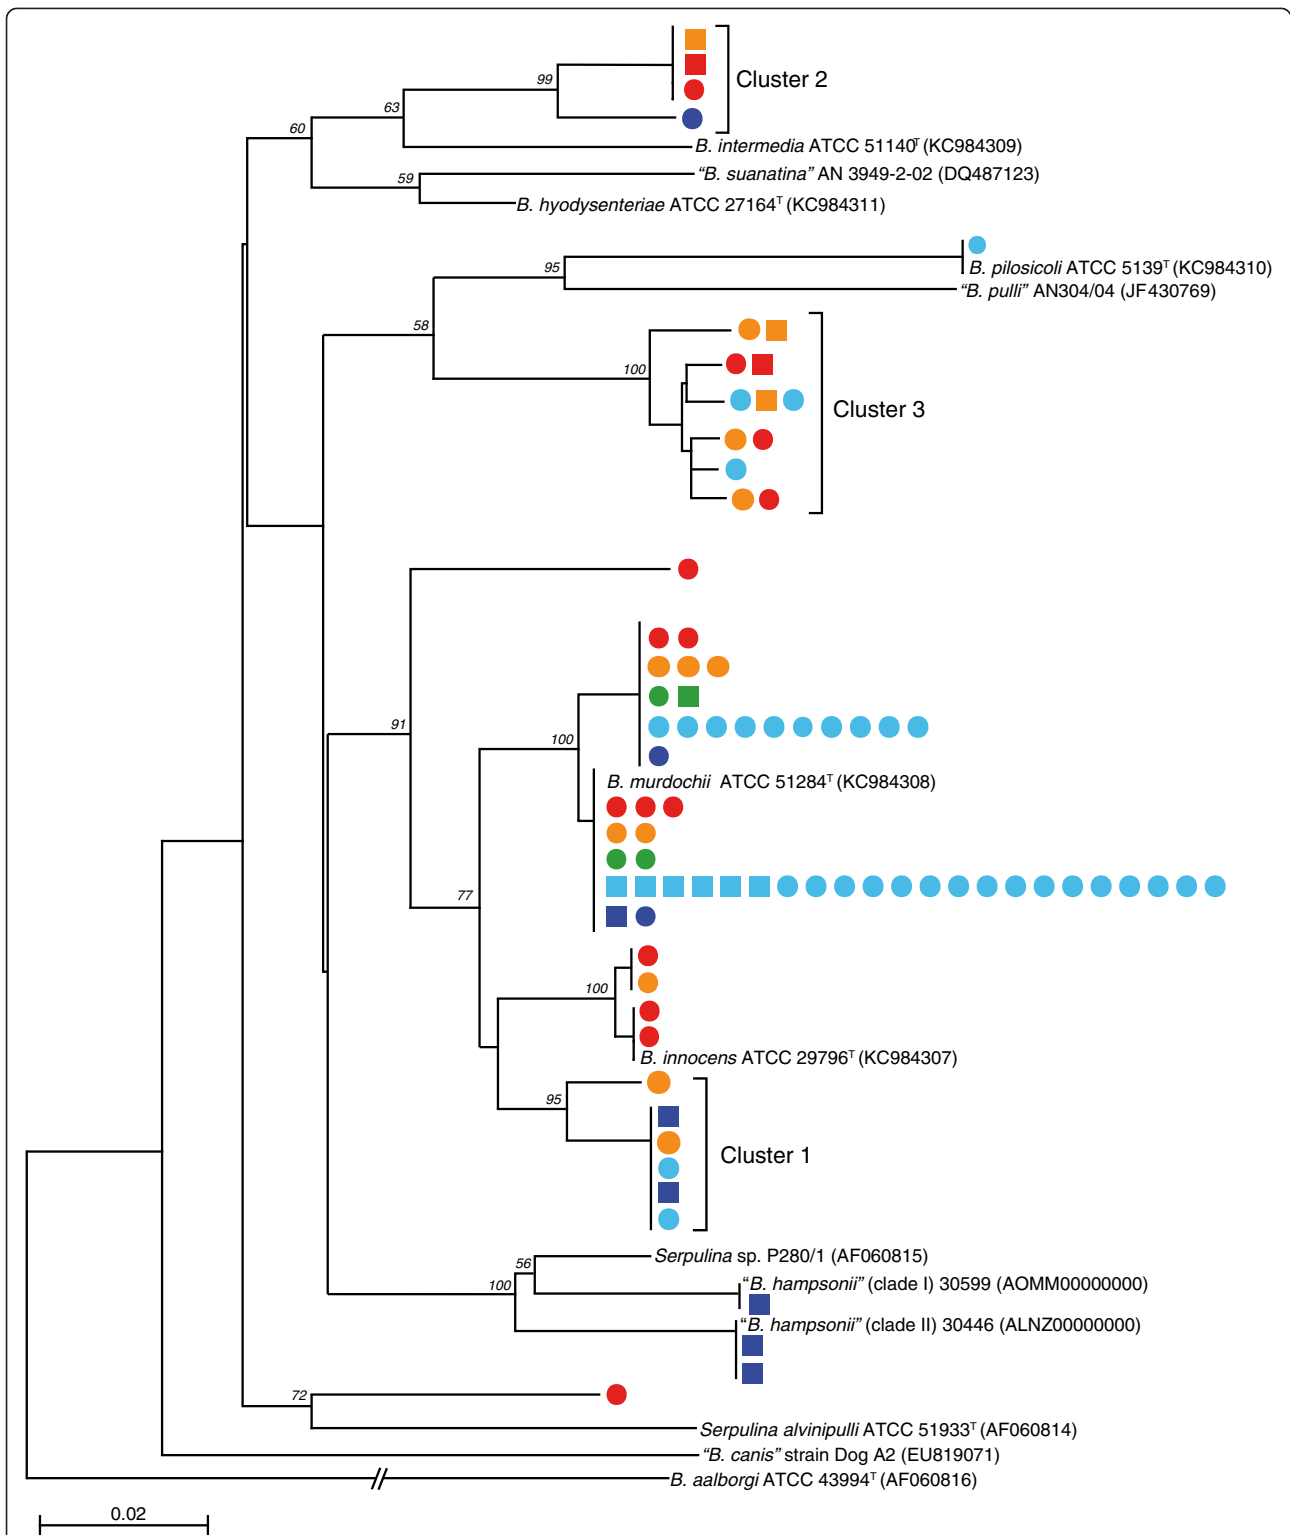 99
Cluster 2
63
60
B. intermedia ATCC 51140T (KC984309)
"B. suanatina" AN 3949-2-02 (DQ487123)
59
B. hyodysenteriae ATCC 27164T (KC984311)
95
B. pilosicoli ATCC 5139T (KC984310)
"B. pulli" AN304/04 (JF430769)
58
100
Cluster 3
91
100
B. murdochii ATCC 51284T (KC984308)
77
100
B. innocens ATCC 29796T (KC984307)
95
Cluster 1
Serpulina sp. P280/1 (AF060815)
56
100
"B. hampsonii" (clade I) 30599 (AOMM00000000)
"B. hampsonii" (clade II) 30446 (ALNZ00000000)
72
Serpulina alvinipulli ATCC 51933T (AF060814)
"B. canis" strain Dog A2 (EU819071)
B. aalborgi ATCC 43994T (AF060816)
0.02